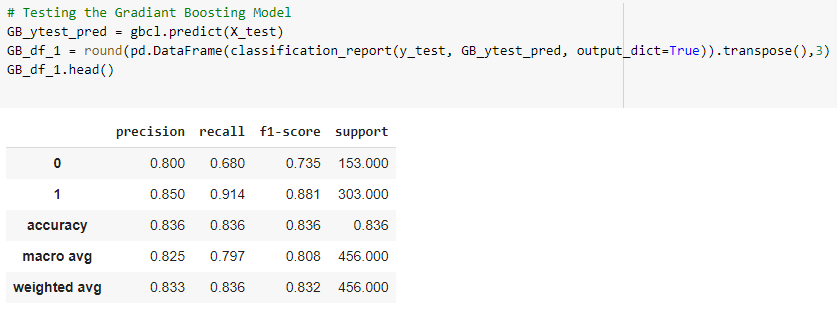 # Testing the Gradiant Boosting Model
GB_ytest_pred = gbcl.predict(X_test)
GB_df_1 = round(pd.DataFrame(classification_report(y_test, GB_ytest_pred, output_dict=True)).transpose(),3)
GB_df_1.head()
precision recall f1-score support
0 0.800 0.680 0.735 153.000
1 0.850 0.914 0.881 303.000
accuracy 0.836 0.836 0.836 0.836
macro avg 0.825 0.797 0.808 456.000
weighted avg 0.833 0.836 0.832 456.000